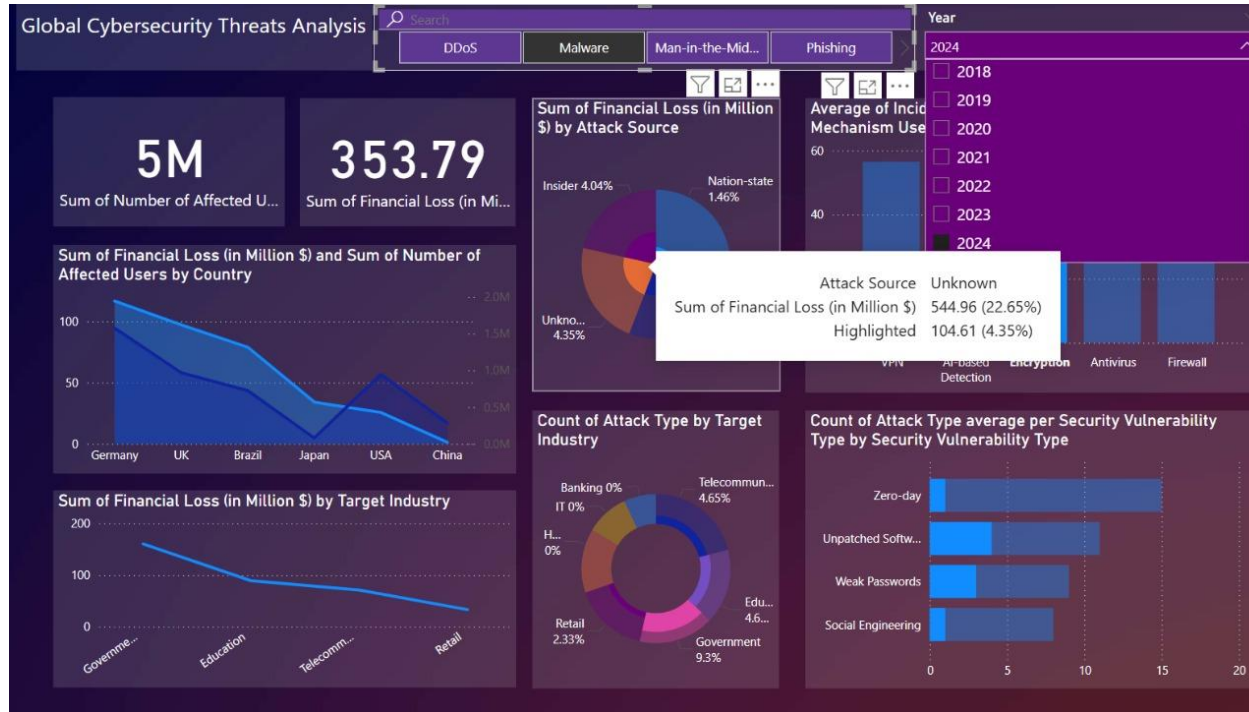 Global Cybersecurity Threats Analysis
Search
DDoS
Malware
Man-in-the-Mid...
Phishing
Year
2024
2018
2019
2020
2021
2022
2023
2024
5M
Sum of Number of Affected U...
353.79
Sum of Financial Loss (in Mi...
Sum of Financial Loss (in Million
$) by Attack Source
Insider 4.04%
Nation-state
1.46%
Unkno...
4.35%
Attack Source Unknown
Sum of Financial Loss (in Million $) 544.96 (22.65%)
Highlighted 104.61 (4.35%)
Average of Incid
Mechanism Use
60
40
VPN
AI-based
Detection
Encryption
Antivirus
Firewall
Sum of Financial Loss (in Million $) and Sum of Number of
Affected Users by Country
100
50
0
2.0M
1.5M
1.0M
0.5M
0.0M
Germany
UK
Brazil
Japan
USA
China
Sum of Financial Loss (in Million $) by Target Industry
200
100
0
Governme...
Education
Telecomm...
Retail
Count of Attack Type by Target
Industry
Banking 0%
IT 0%
H...
0%
Retail
2.33%
Telecommun...
4.65%
Edu...
4.6...
Government
9.3%
Count of Attack Type average per Security Vulnerability
Type by Security Vulnerability Type
Zero-day
Unpatched Softw...
Weak Passwords
Social Engineering
0
5
10
15
20